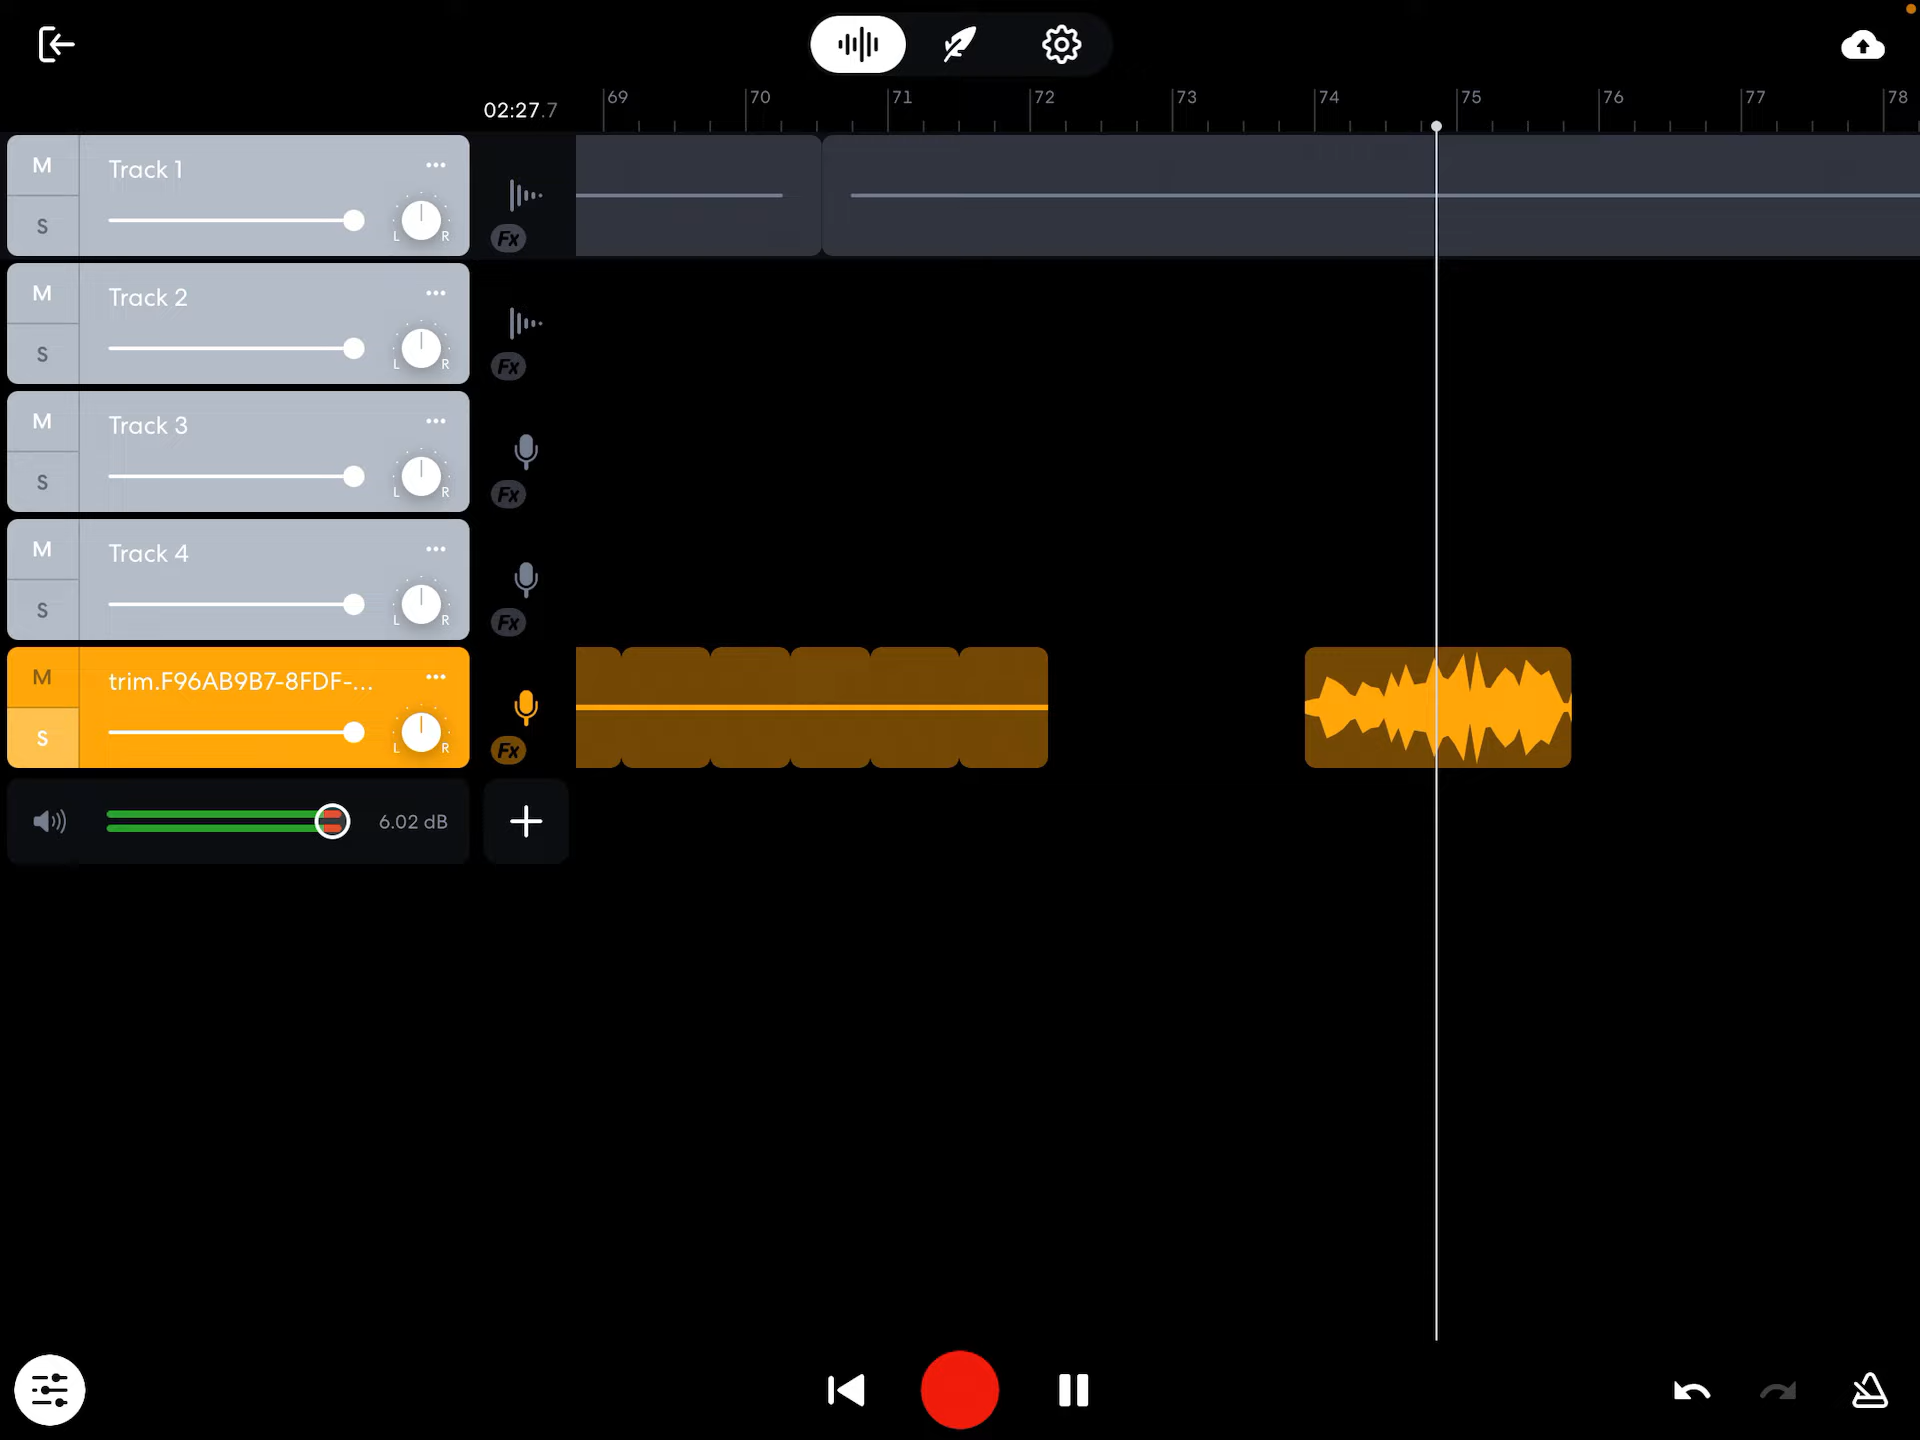 02:27.7
69 70 71 72 73 74 75 76 77 78
M Track 1 ...
S L R Fx
M Track 2 ...
S L R Fx
M Track 3 ...
S L R Fx
M Track 4 ...
S L R Fx
M trim.F96AB9B7-8FDF-... ...
S L R Fx
6.02 dB